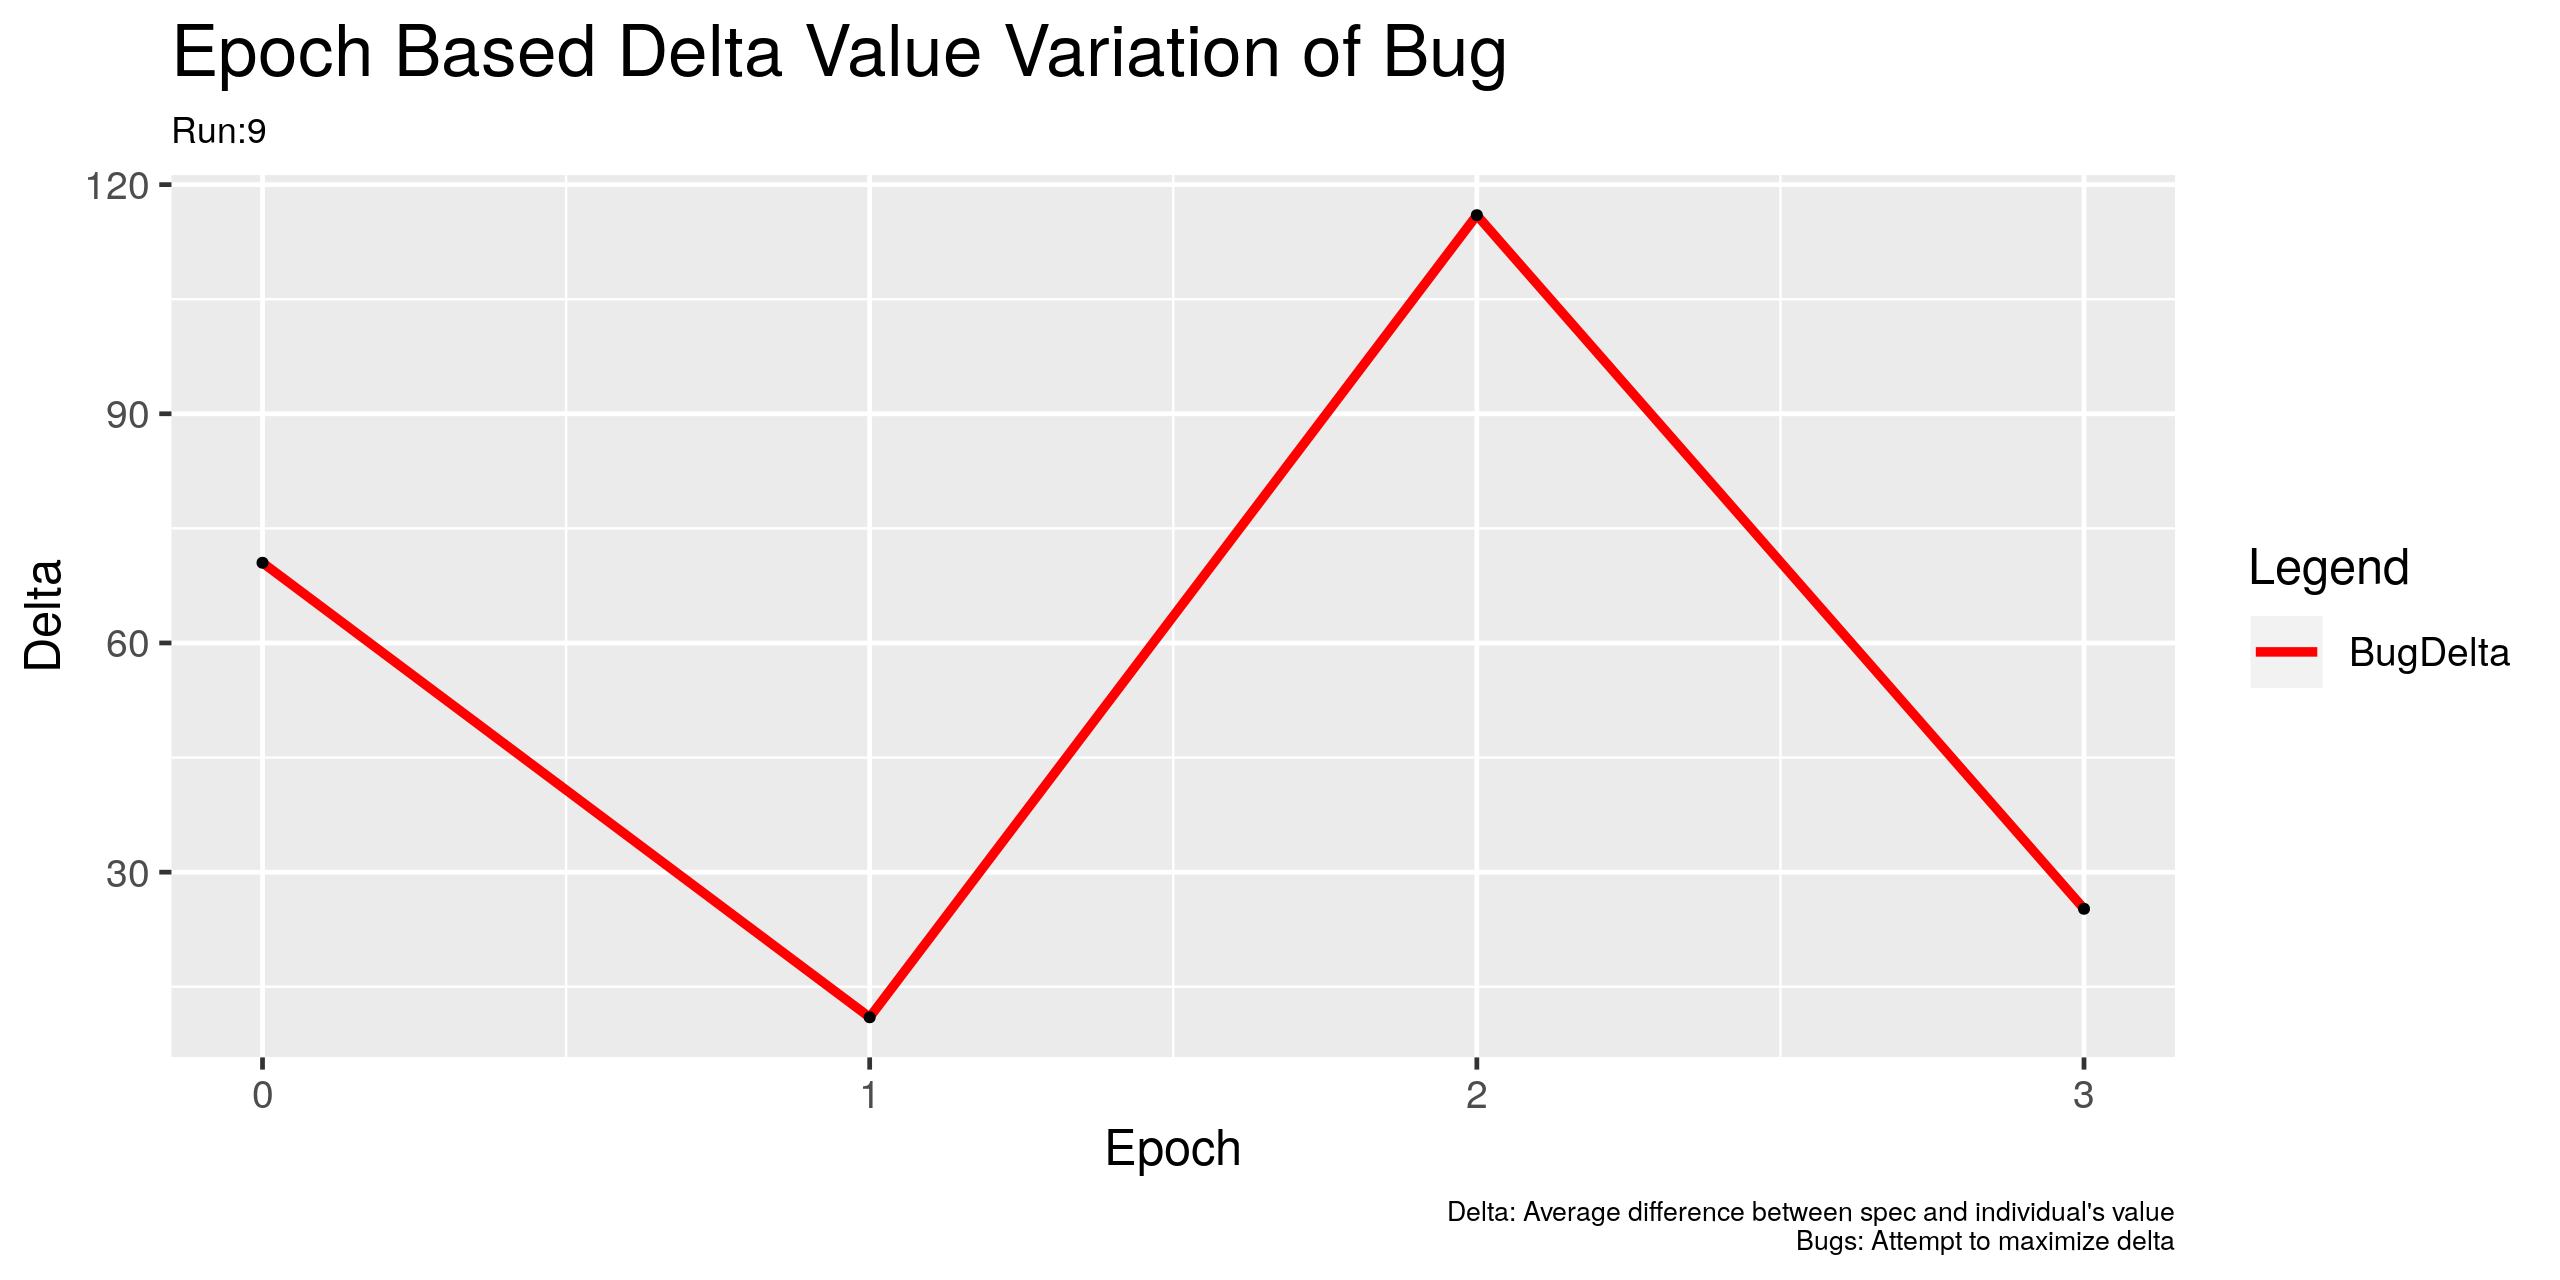 Epoch Based Delta Value Variation of Bug
Run:9
120
90
60
30
Delta
0 1 2 3
Epoch
Legend
BugDelta
Delta: Average difference between spec and individual's value
Bugs: Attempt to maximize delta